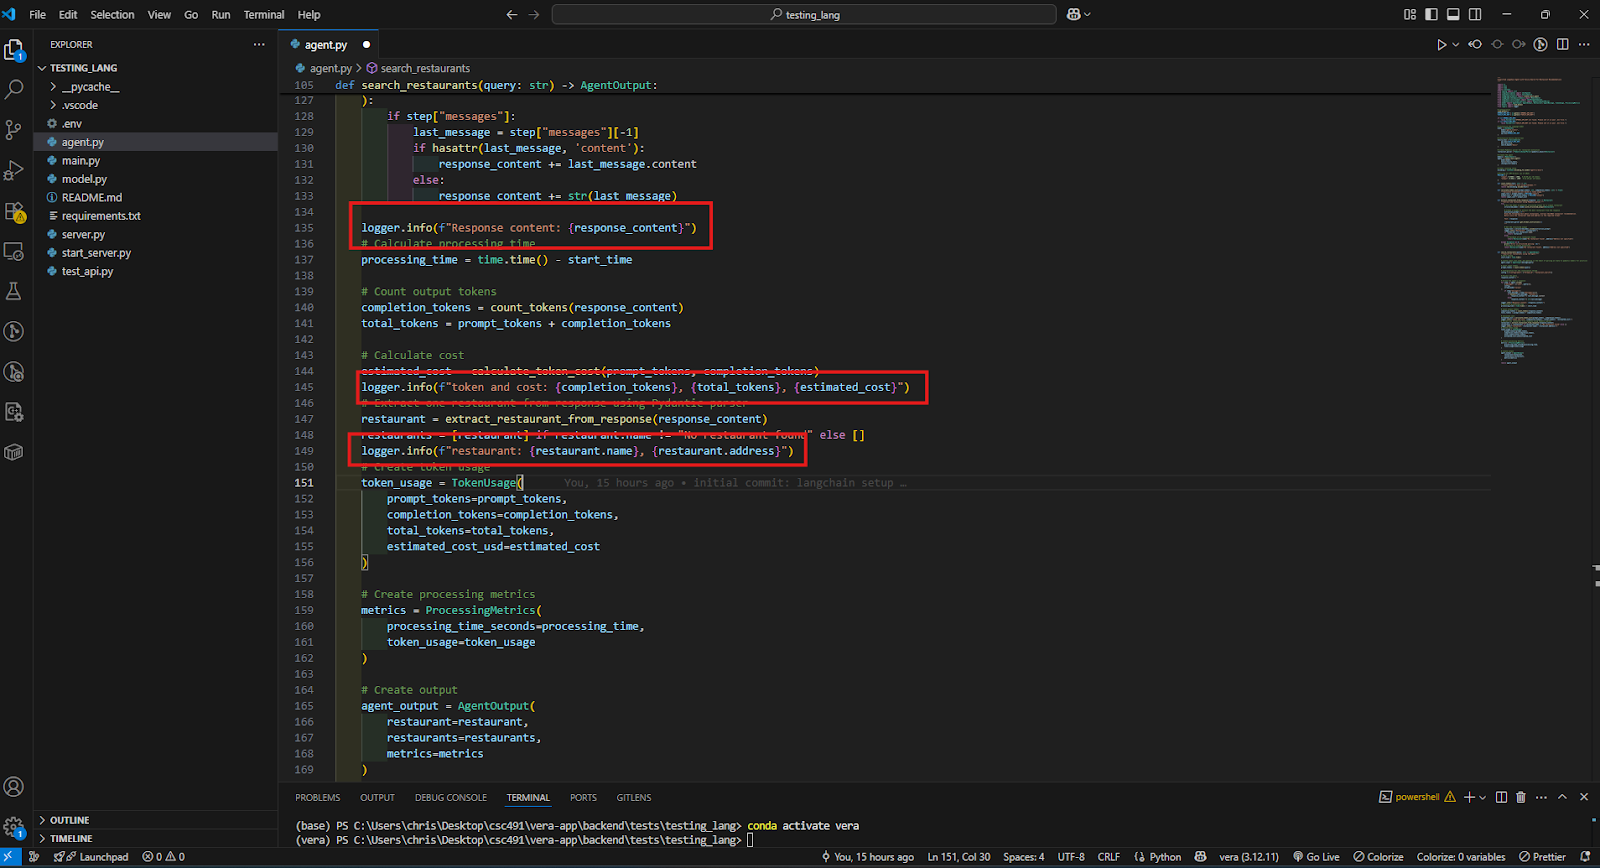 File Edit Selection View Go Run Terminal Help
testing_lang
EXPLORER
TESTING_LANG
__pycache__
.vscode
.env
agent.py
main.py
model.py
README.md
requirements.txt
server.py
start_server.py
test_api.py
OUTLINE
TIMELINE
agent.py
agent.py > search_restaurants
105 def search_restaurants(query: str) -> AgentOutput:
127 ):
128 if step["messages"]:
129 last_message = step["messages"][-1]
130 if hasattr(last_message, 'content'):
131 response_content += last_message.content
132 else:
133 response_content += str(last_message)
134
135 logger.info(f"Response content: {response_content}")
136 # Calculate processing time
137 processing_time = time.time() - start_time
138
139 # Count output tokens
140 completion_tokens = count_tokens(response_content)
141 total_tokens = prompt_tokens + completion_tokens
142
143 # Calculate cost
144 estimated_cost = calculate_token_cost(prompt_tokens, completion_tokens)
145 logger.info(f"token and cost: {completion_tokens}, {total_tokens}, {estimated_cost}")
146 # Extract one restaurant from response using Pydantic parser
147 restaurant = extract_restaurant_from_response(response_content)
148 restaurants = [restaurant] if restaurant.name != "No restaurant found" else []
149 logger.info(f"restaurant: {restaurant.name}, {restaurant.address}")
150 # Create token usage
151 token_usage = TokenUsage( You, 15 hours ago • initial commit: langchain setup …
152 prompt_tokens=prompt_tokens,
153 completion_tokens=completion_tokens,
154 total_tokens=total_tokens,
155 estimated_cost_usd=estimated_cost
156 )
157
158 # Create processing metrics
159 metrics = ProcessingMetrics(
160 processing_time_seconds=processing_time,
161 token_usage=token_usage
162 )
163
164 # Create output
165 agent_output = AgentOutput(
166 restaurant=restaurant,
167 restaurants=restaurants,
168 metrics=metrics
169 )
PROBLEMS OUTPUT DEBUG CONSOLE TERMINAL PORTS GITLENS
powershell
(base) PS C:\Users\chris\Desktop\csc491\vera-app\backend\tests\testing_lang> conda activate vera
(vera) PS C:\Users\chris\Desktop\csc491\vera-app\backend\tests\testing_lang>
Launchpad 0 0 You, 15 hours ago Ln 151, Col 30 Spaces: 4 UTF-8 CRLF Python vera (3.12.11) Go Live Colorize Colorize: 0 variables Prettier